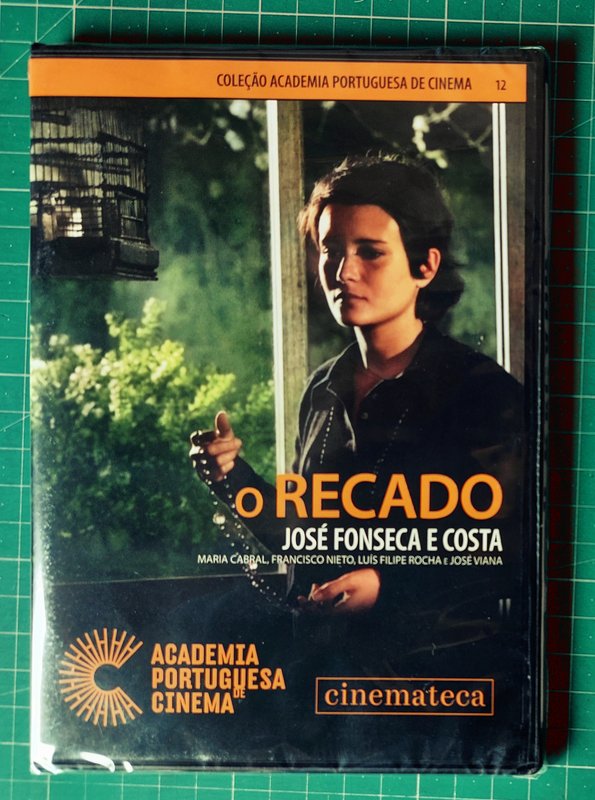 COLEÇÃO ACADEMIA PORTUGUESA DE CINEMA 12
O RECADO
JOSÉ FONSECA E COSTA
MARIA CABRAL, FRANCISCO NIETO, LUÍS FILIPE ROCHA E JOSÉ VIANA
ACADEMIA
PORTUGUESA
DE
CINEMA
cinemateca